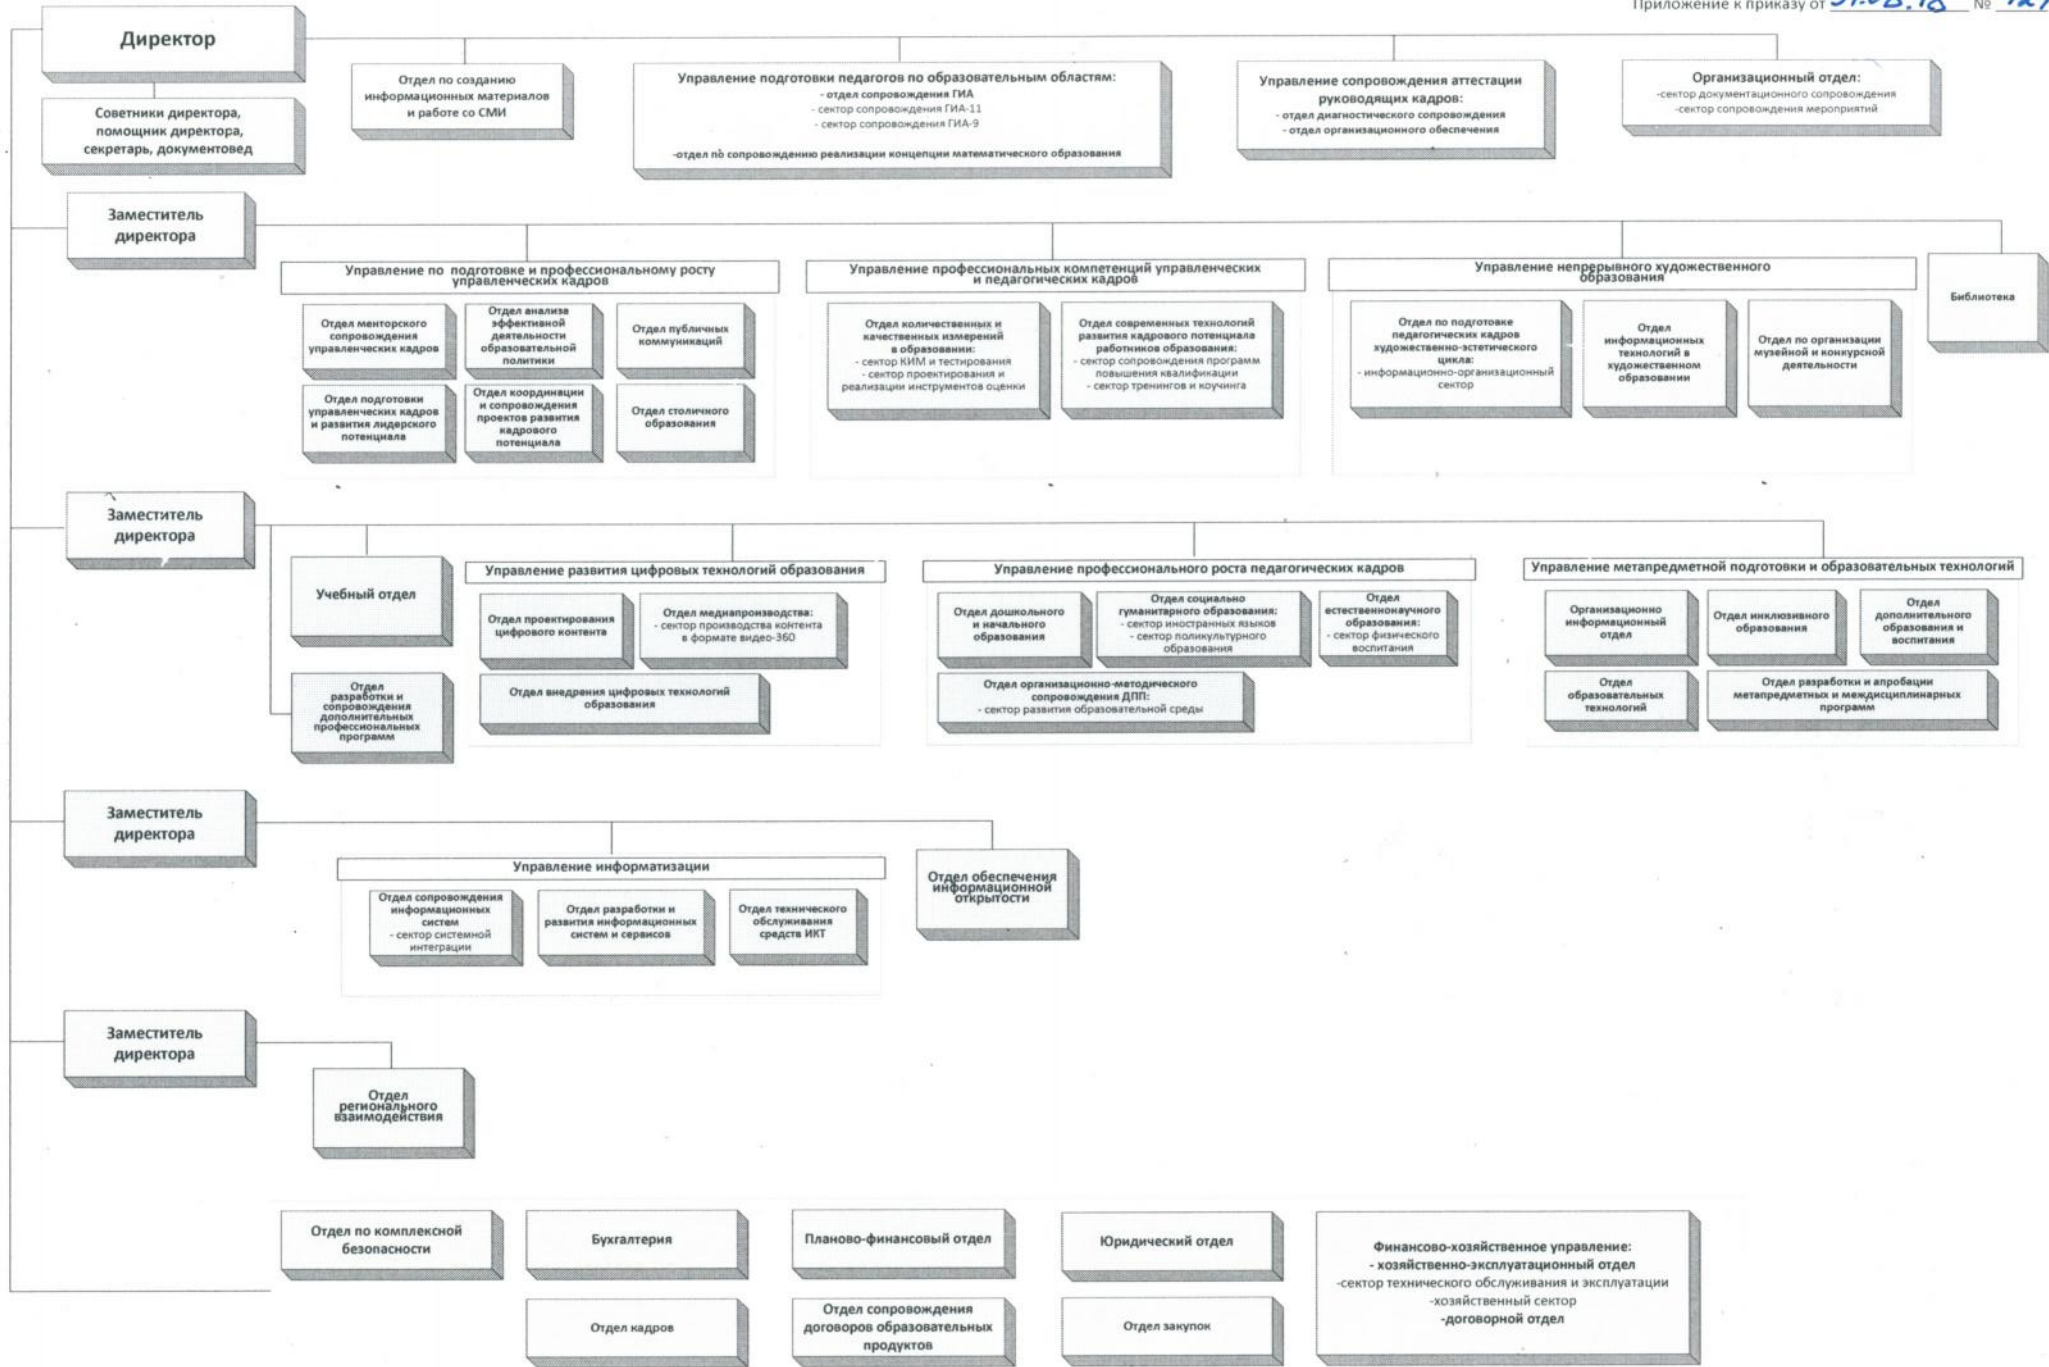 Приложение к приказу от 31.08.18 №
Директор
Советники директора,
помощник директора,
секретарь, документовед
Отдел по созданию
информационных материалов
и работе со СМИ
Управление подготовки педагогов по образовательным областям:
- отдел сопровождения ГИА
- сектор сопровождения ГИА-11
- сектор сопровождения ГИА-9
-отдел по сопровождению реализации концепции математического образования
Управление сопровождения аттестации
руководящих кадров:
- отдел диагностического сопровождения
- отдел организационного обеспечения
Организационный отдел:
-сектор документационного сопровождения
-сектор сопровождения мероприятий
Заместитель
директора
Управление по подготовке и профессиональному росту
управленческих кадров
Отдел менторского
сопровождения
управленческих кадров
Отдел анализа
эффективной
деятельности
образовательной
политики
Отдел публичных
коммуникаций
Отдел подготовки
управленческих кадров
и развития лидерского
потенциала
Отдел координации
и сопровождения
проектов развития
кадрового
потенциала
Отдел столичного
образования
Управление профессиональных компетенций управленческих
и педагогических кадров
Отдел количественных и
качественных измерений
в образовании:
- сектор КИМ и тестирования
- сектор проектирования и
реализации инструментов оценки
Отдел современных технологий
развития кадрового потенциала
работников образования:
- сектор сопровождения программ
повышения квалификации
- сектор тренингов и коучинга
Управление непрерывного художественного
образования
Отдел по подготовке
педагогических кадров
художественно-эстетического
цикла:
- информационно-организационный
сектор
Отдел
информационных
технологий в
художественном
образовании
Отдел по организации
музейной и конкурсной
деятельности
Библиотека
Заместитель
директора
Учебный отдел
Отдел
разработки и
сопровождения
дополнительных
профессиональных
программ
Управление развития цифровых технологий образования
Отдел проектирования
цифрового контента
Отдел медиапроизводства:
- сектор производства контента
в формате видео-360
Отдел внедрения цифровых технологий
образования
Управление профессионального роста педагогических кадров
Отдел дошкольного
и начального
образования
Отдел социально
гуманитарного образования:
- сектор иностранных языков
- сектор поликультурного
образования
Отдел
естественнонаучного
образования:
- сектор физического
воспитания
Отдел организационно-методического
сопровождения ДПП:
- сектор развития образовательной среды
Управление метапредметной подготовки и образовательных технологий
Организационно
информационный
отдел
Отдел инклюзивного
образования
Отдел
дополнительного
образования и
воспитания
Отдел
образовательных
технологий
Отдел разработки и апробации
метапредметных и междисциплинарных
программ
Заместитель
директора
Управление информатизации
Отдел сопровождения
информационных
систем
- сектор системной
интеграции
Отдел разработки и
развития информационных
систем и сервисов
Отдел технического
обслуживания
средств ИКТ
Отдел обеспечения
информационной
открытости
Заместитель
директора
Отдел
регионального
взаимодействия
Отдел по комплексной
безопасности
Бухгалтерия
Планово-финансовый отдел
Юридический отдел
Финансово-хозяйственное управление:
- хозяйственно-эксплуатационный отдел
-сектор технического обслуживания и эксплуатации
-хозяйственный сектор
-договорной отдел
Отдел кадров
Отдел сопровождения
договоров образовательных
продуктов
Отдел закупок